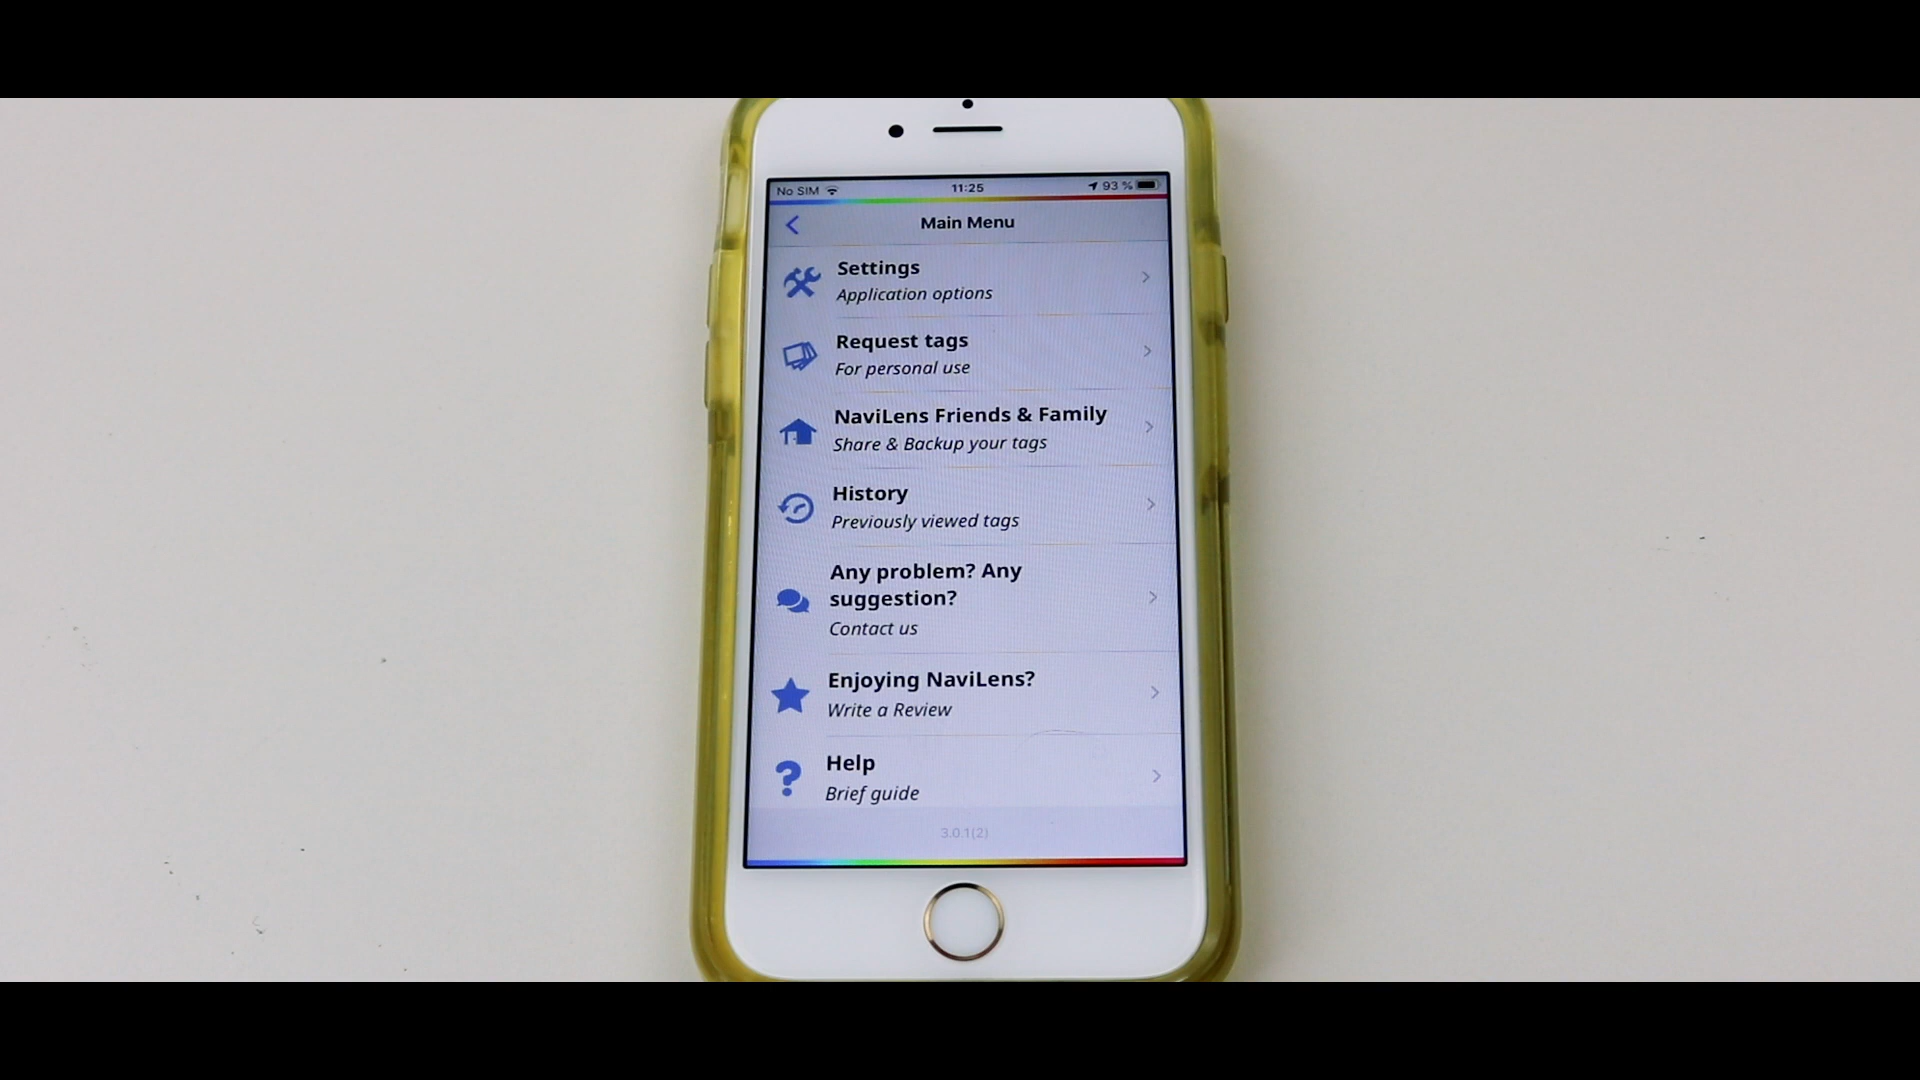 No SIM 11:25 93 %
Main Menu
Settings
Application options
Request tags
For personal use
NaviLens Friends & Family
Share & Backup your tags
History
Previously viewed tags
Any problem? Any
suggestion?
Contact us
Enjoying NaviLens?
Write a Review
Help
Brief guide
3.0.1(2)